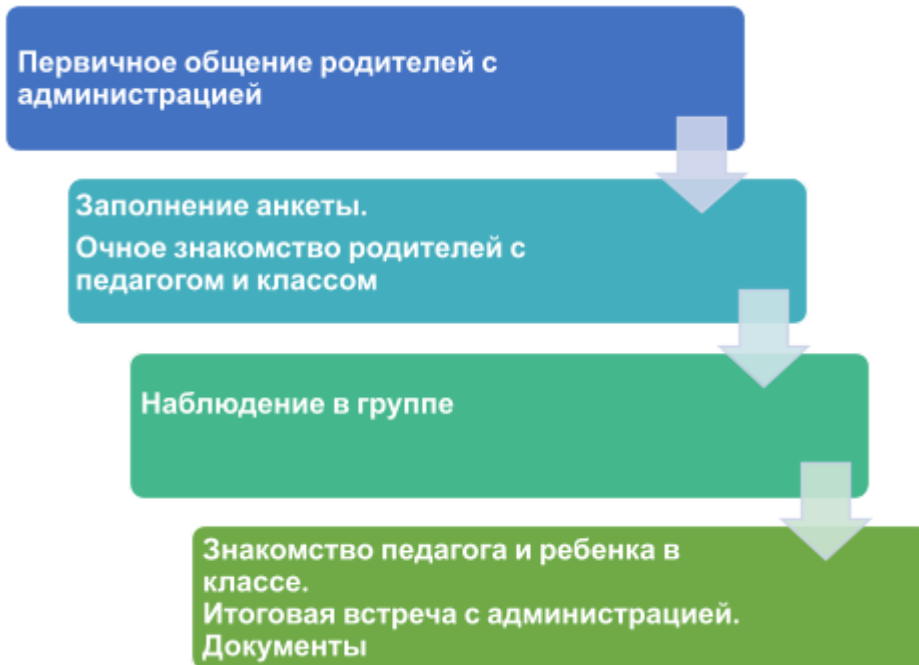 Первичное общение родителей с
администрацией
Заполнение анкеты.
Очное знакомство родителей с
педагогом и классом
Наблюдение в группе
Знакомство педагога и ребенка в
классе.
Итоговая встреча с администрацией.
Документы